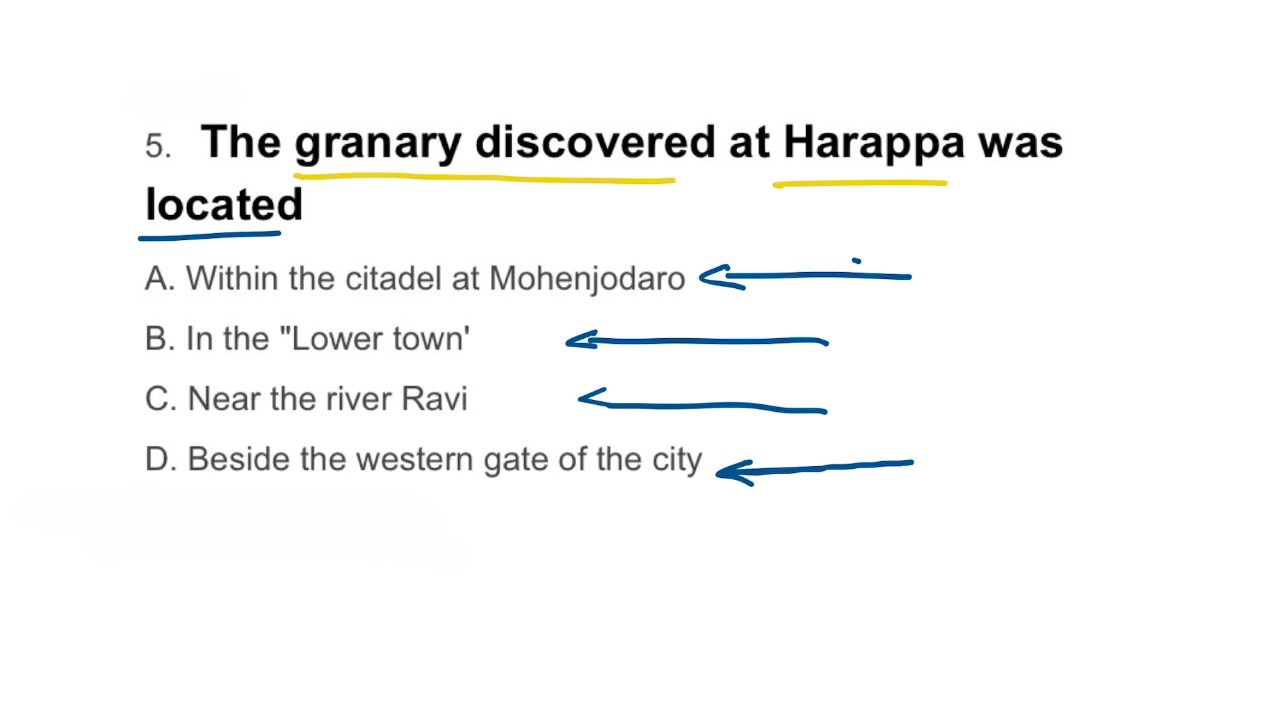 5. The granary discovered at Harappa was
located
A. Within the citadel at Mohenjodaro
B. In the "Lower town'
C. Near the river Ravi
D. Beside the western gate of the city